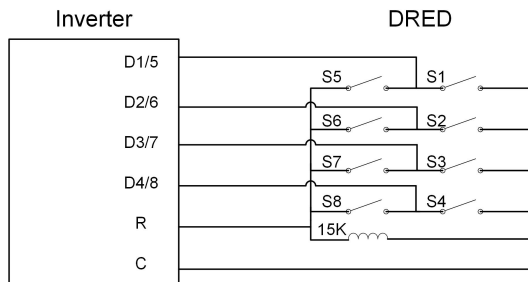 Inverter DRED
D1/5
S5 S1
D2/6
S6 S2
D3/7
S7 S3
D4/8
S8 S4
R 15K
C